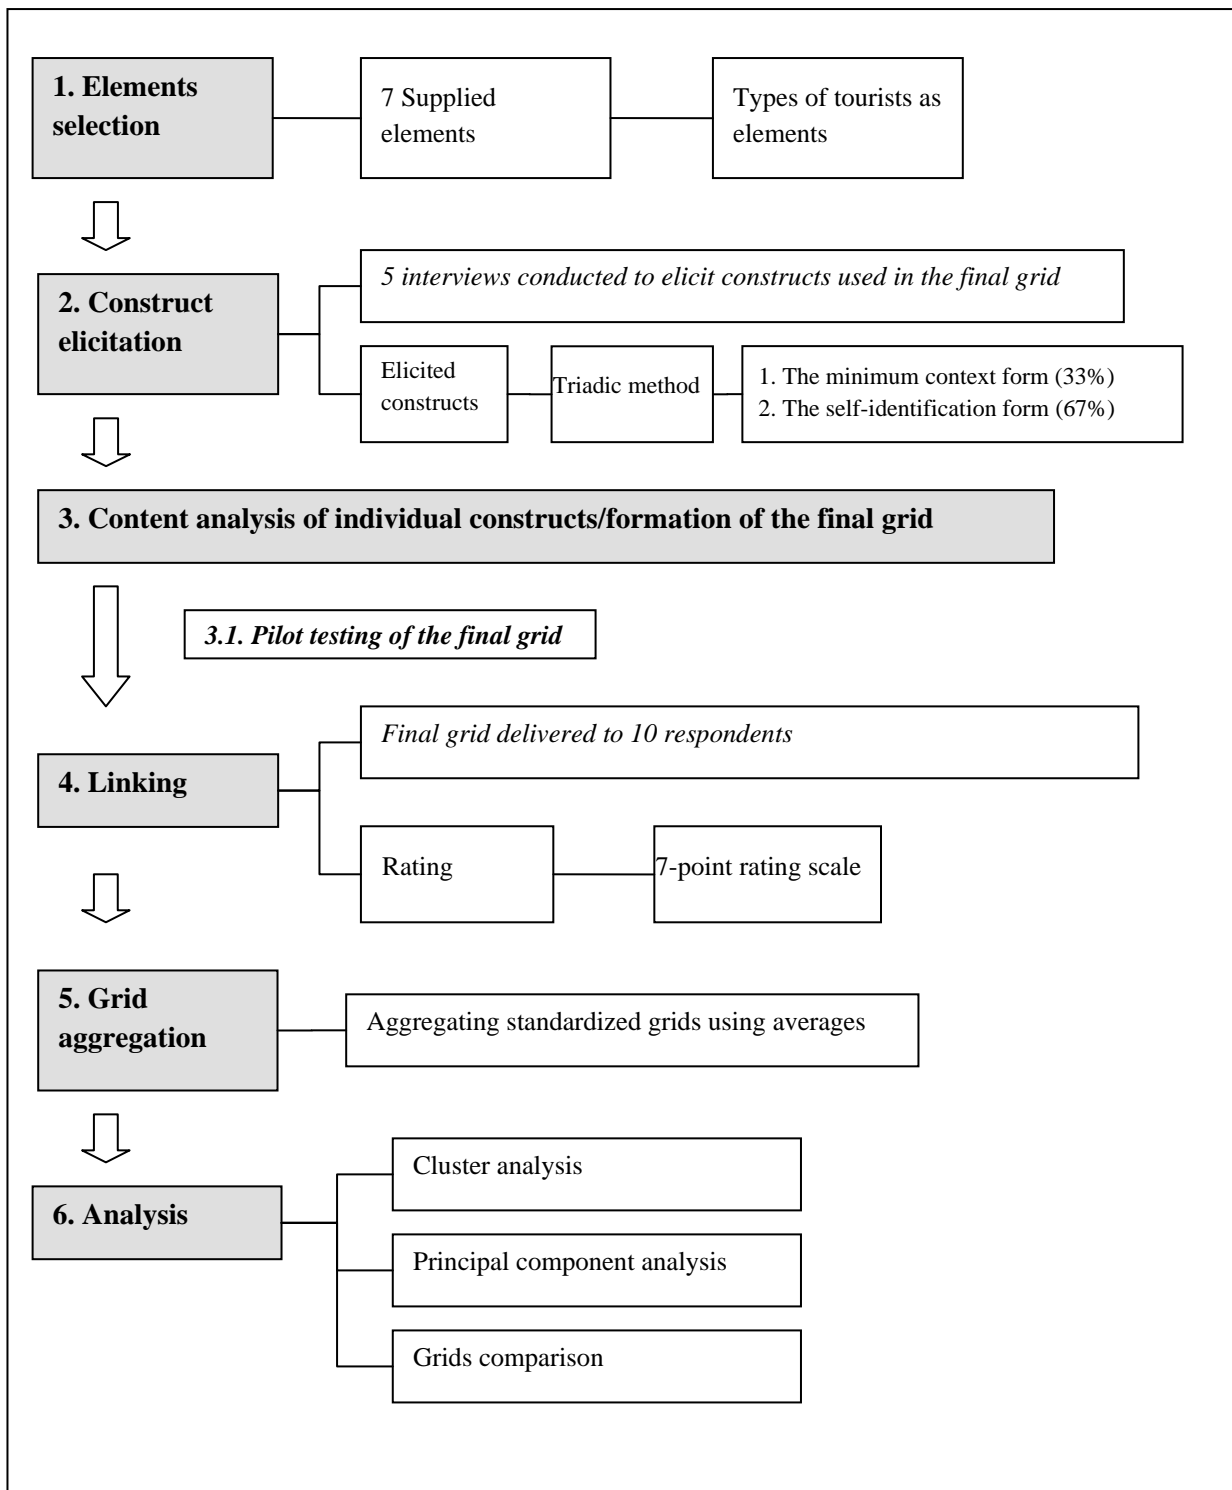 1. Elements
selection
7 Supplied
elements
Types of tourists as
elements
2. Construct
elicitation
5 interviews conducted to elicit constructs used in the final grid
Elicited
constructs
Triadic method
1. The minimum context form (33%)
2. The self-identification form (67%)
3. Content analysis of individual constructs/formation of the final grid
3.1. Pilot testing of the final grid
4. Linking
Final grid delivered to 10 respondents
Rating
7-point rating scale
5. Grid
aggregation
Aggregating standardized grids using averages
6. Analysis
Cluster analysis
Principal component analysis
Grids comparison